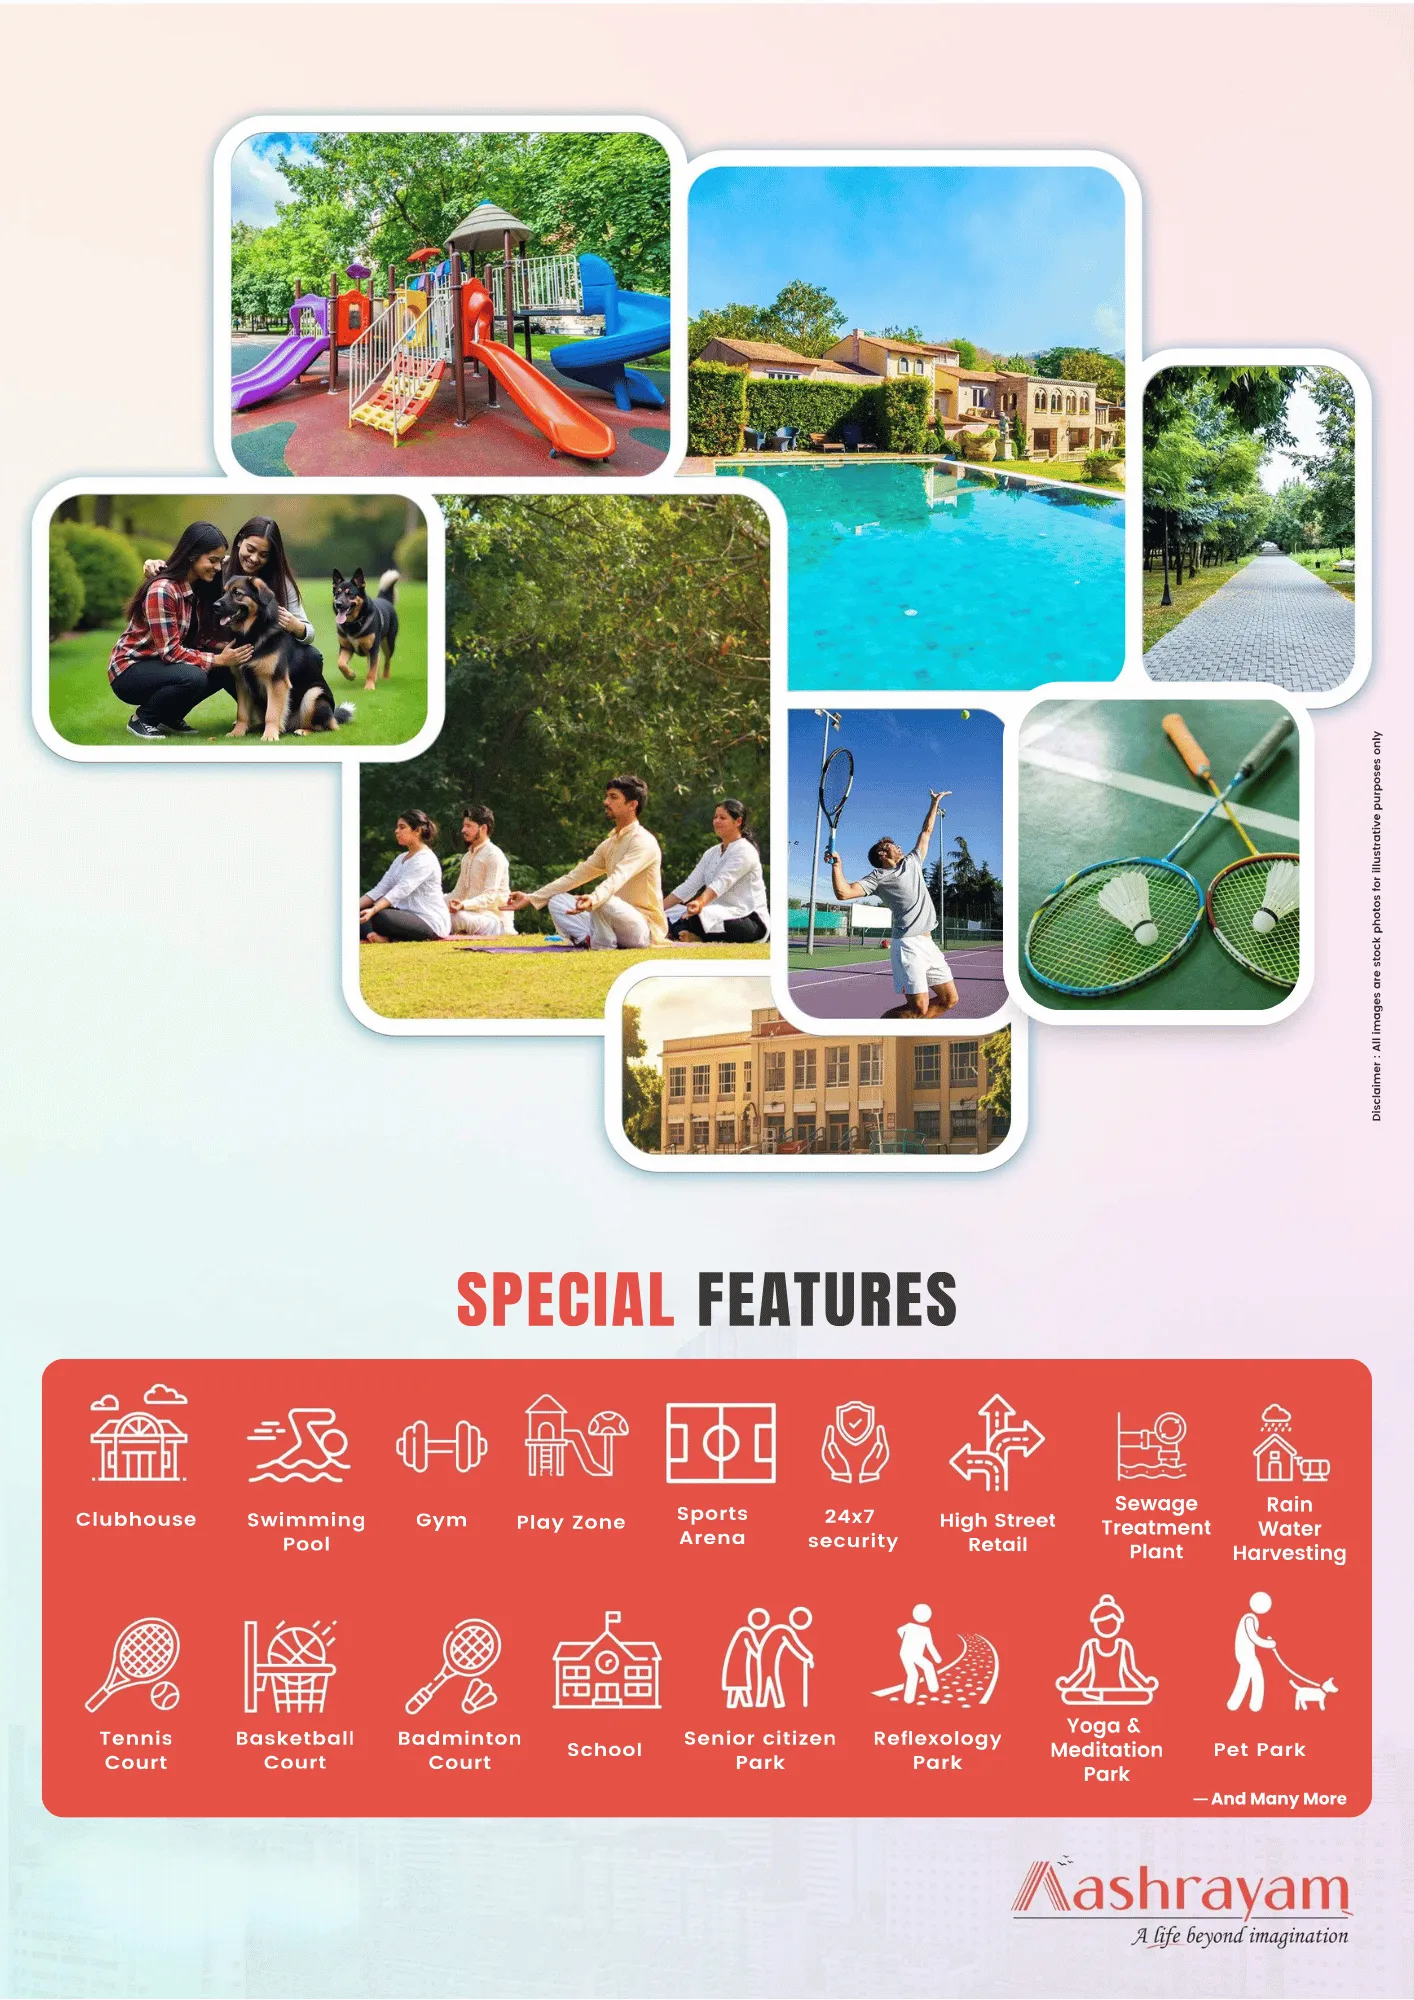 Disclaimer : All images are stock photos for illustrative purposes only
SPECIAL FEATURES
Clubhouse
Swimming
Pool
Gym
Play Zone
Sports
Arena
24x7
security
High Street
Retail
Sewage
Treatment
Plant
Rain
Water
Harvesting
Tennis
Court
Basketball
Court
Badminton
Court
School
Senior citizen
Park
Reflexology
Park
Yoga &
Meditation
Park
Pet Park
— And Many More
Aashrayam
A life beyond imagination